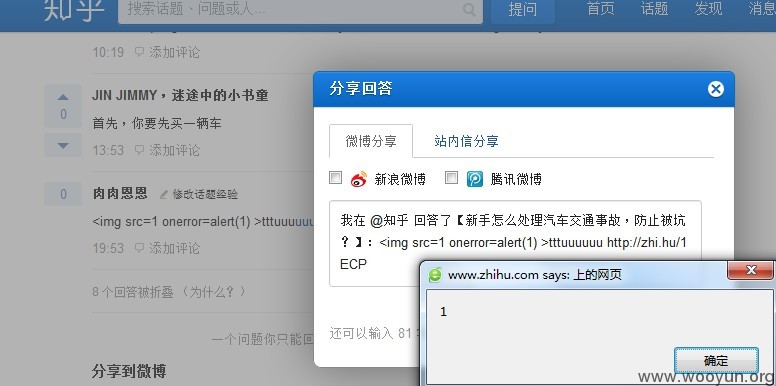 知乎 搜索话题、问题或人... 提问 首页 话题 发现 消息
10:19 添加评论
JIN JIMMY，迷途中的小书童
0
首先，你要先买一辆车
13:53 添加评论
0
肉肉恩恩 修改话题经验
<img src=1 onerror=alert(1) >tttuuuuuu
19:53 添加评论
8 个回答被折叠 （为什么？）
一个问题你只能回
分享到微博
分享回答
微博分享 站内信分享
新浪微博 腾讯微博
我在 @知乎 回答了【新手怎么处理汽车交通事故，防止被坑
？】：<img src=1 onerror=alert(1) >tttuuuuuu http://zhi.hu/1
ECP
还可以输入 81
www.zhihu.com says: 上的网页
1
确定
www.wooyun.org